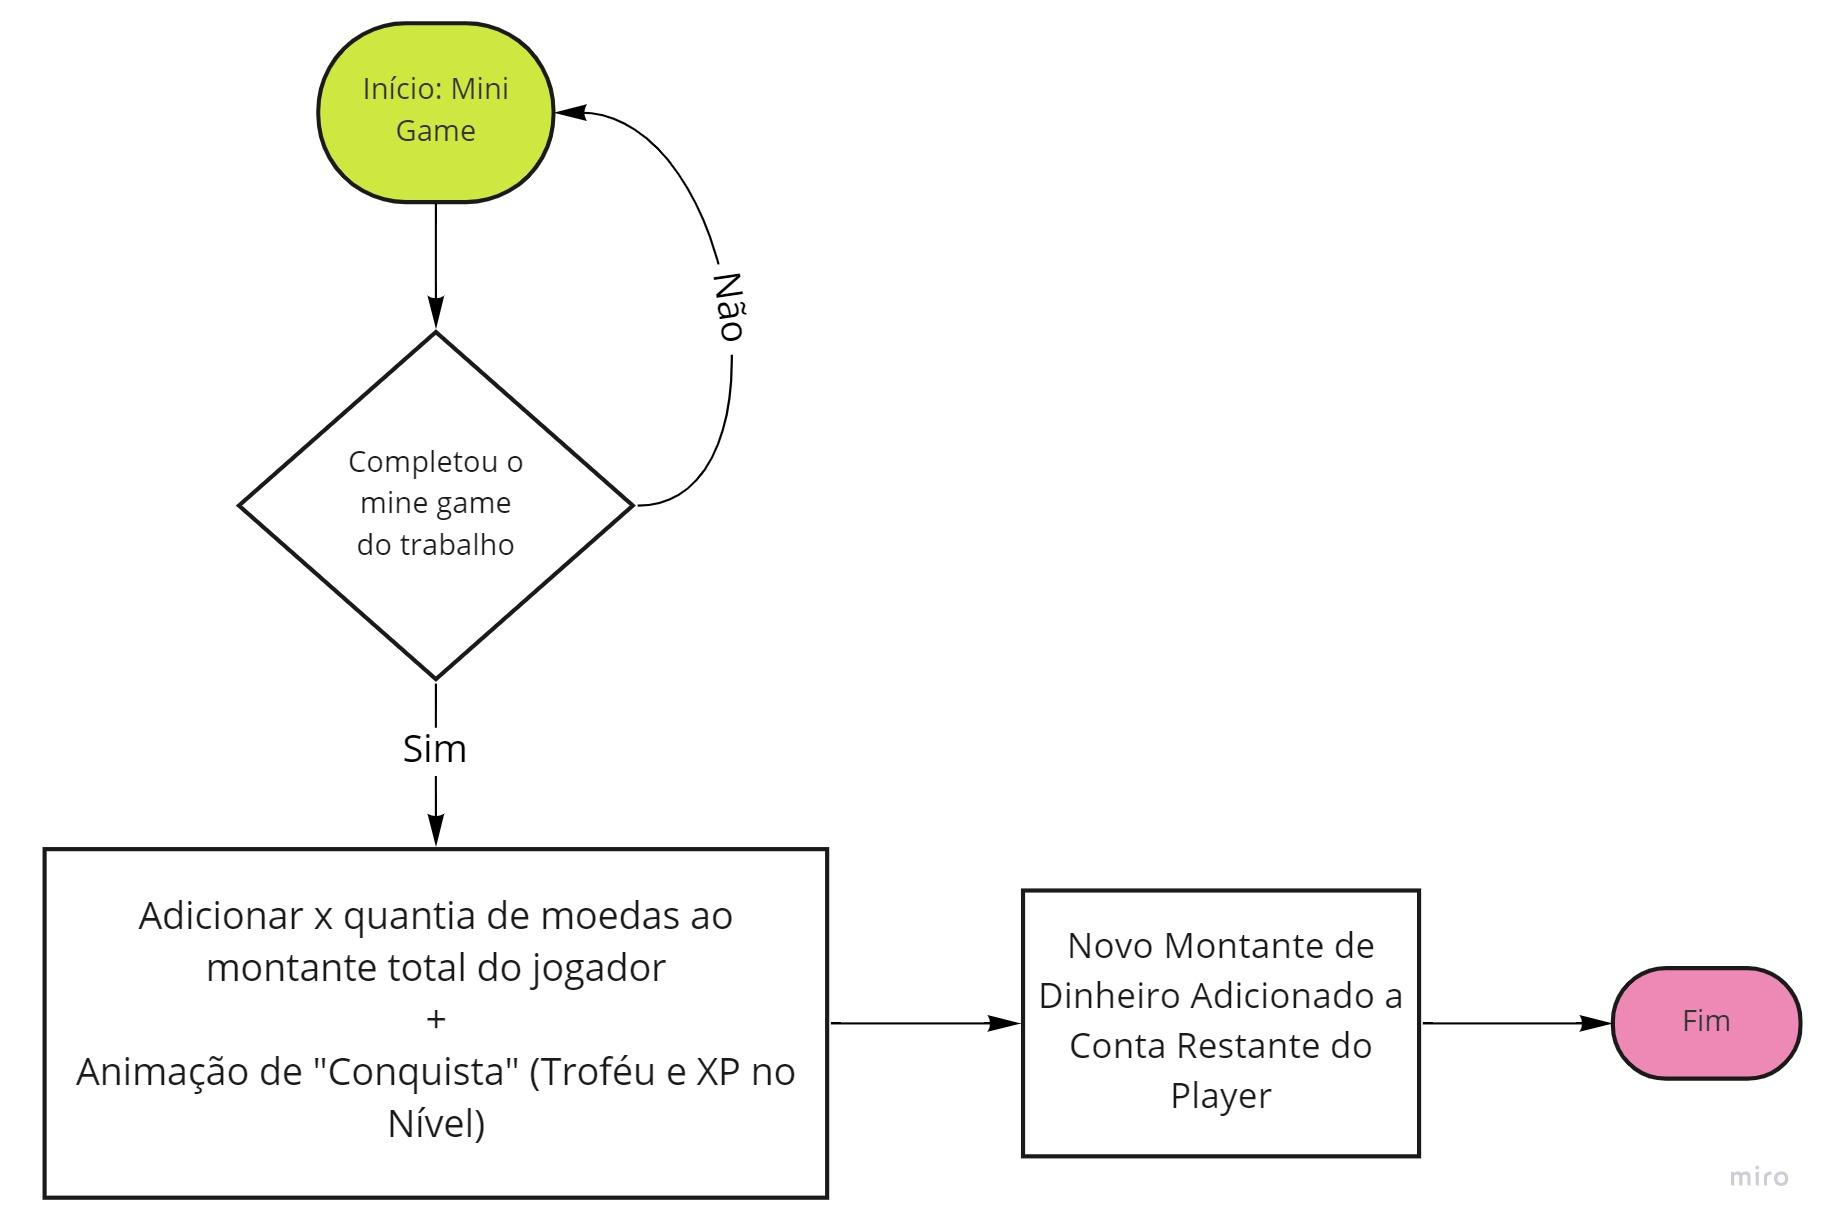 Início: Mini
Game
Não
Completou o
mine game
do trabalho
Sim
Adicionar x quantia de moedas ao
montante total do jogador
+
Animação de "Conquista" (Troféu e XP no
Nível)
Novo Montante de
Dinheiro Adicionado a
Conta Restante do
Player
Fim
miro